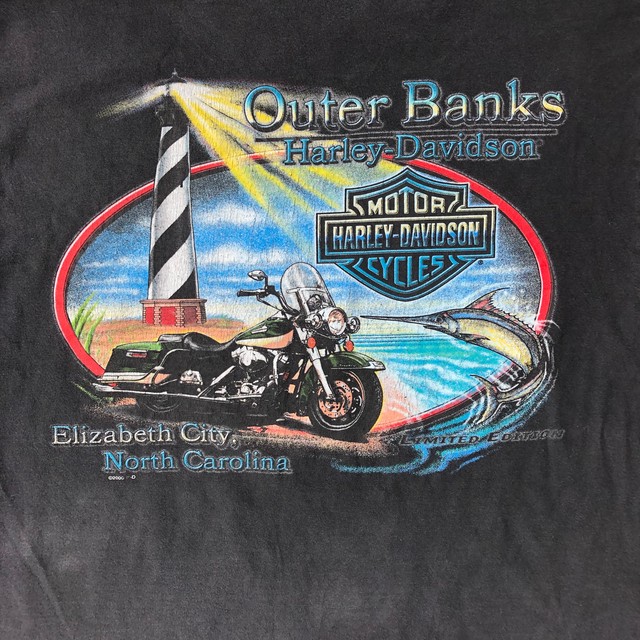 Outer Banks
Harley-Davidson
MOTOR
HARLEY-DAVIDSON
CYCLES
Elizabeth City,
North Carolina
LIMITED EDITION